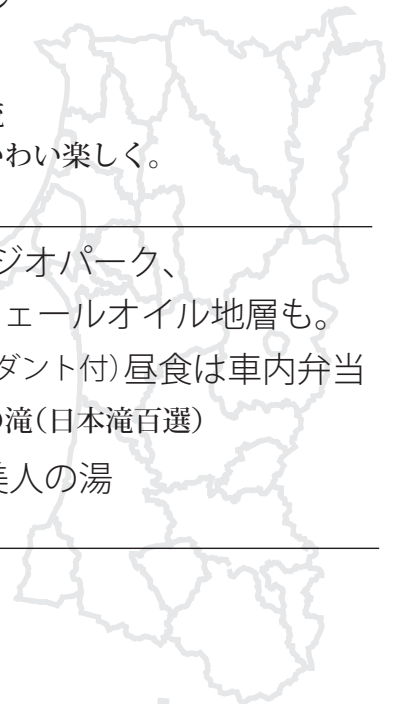 わい楽しく。
ジオパーク、
ェールオイル地層も。
ダント付)昼食は車内弁当
の滝(日本滝百選)
美人の湯